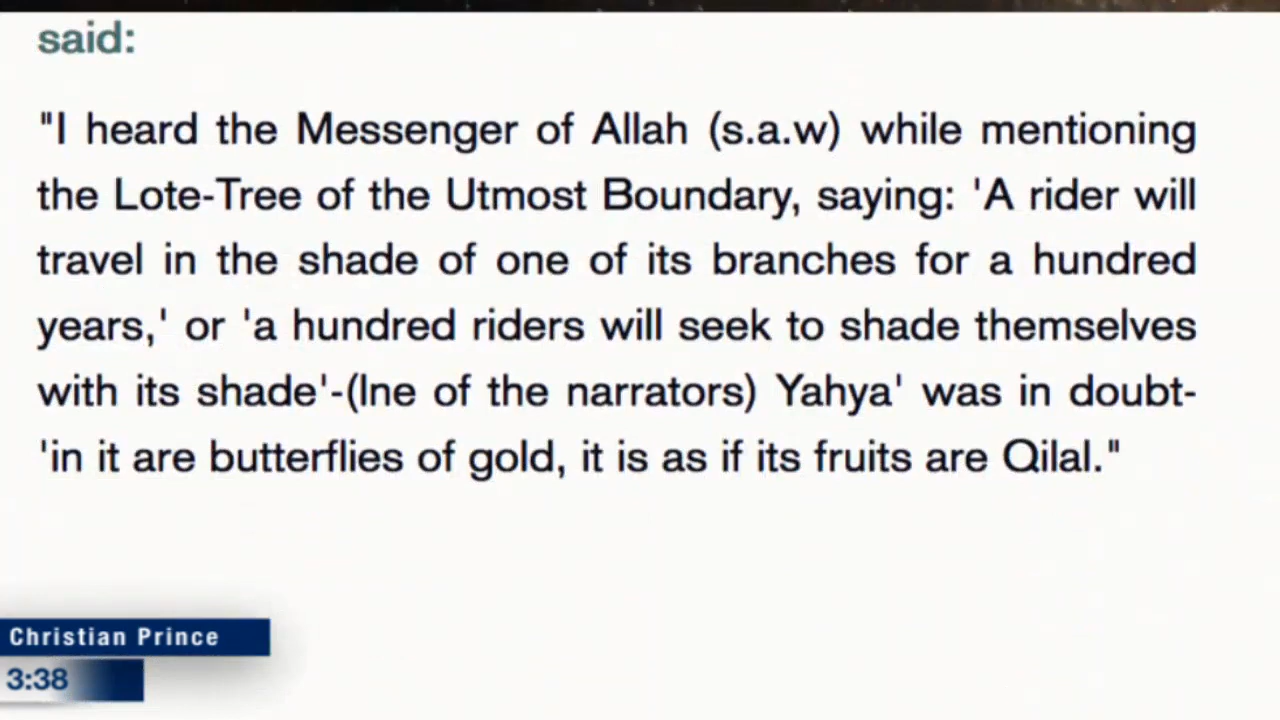 said:
"I heard the Messenger of Allah (s.a.w) while mentioning
the Lote-Tree of the Utmost Boundary, saying: 'A rider will
travel in the shade of one of its branches for a hundred
years,' or 'a hundred riders will seek to shade themselves
with its shade'-(Ine of the narrators) Yahya' was in doubt-
'in it are butterflies of gold, it is as if its fruits are Qilal."
Christian Prince
3:38